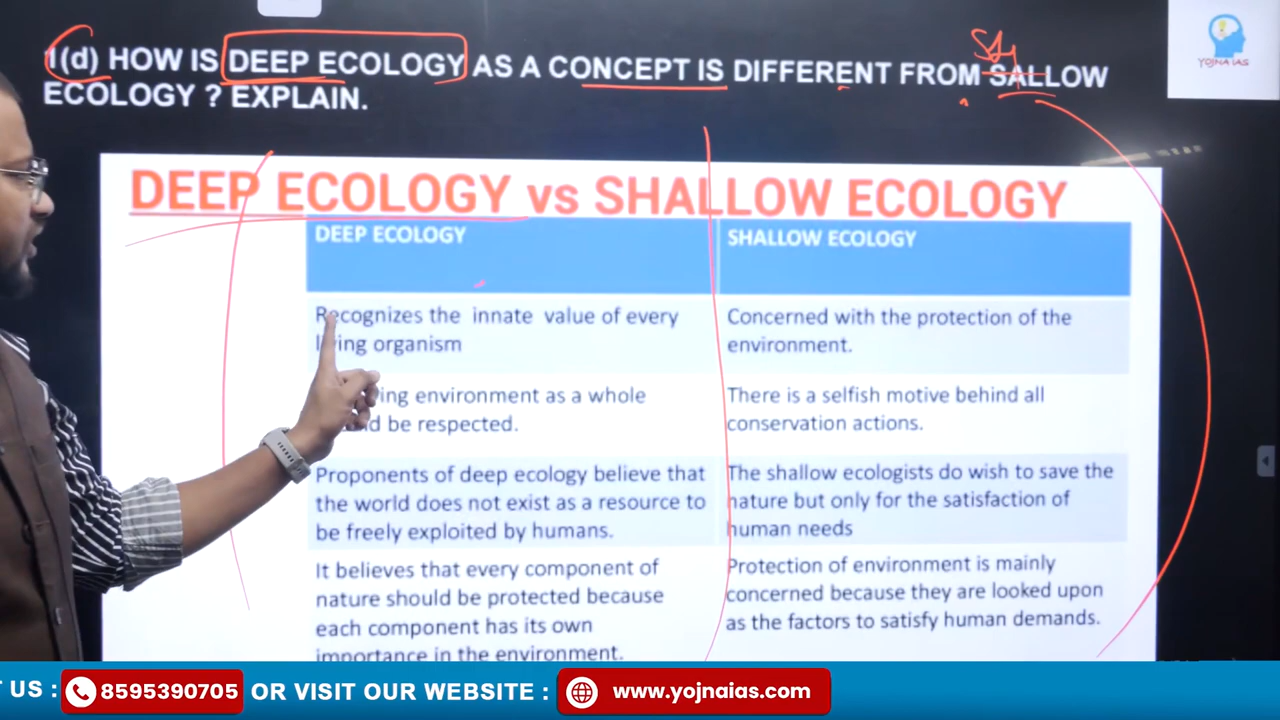 1(d) HOW IS DEEP ECOLOGY AS A CONCEPT IS DIFFERENT FROM SALLOW
ECOLOGY ? EXPLAIN.
YOJNA IAS
DEEP ECOLOGY vs SHALLOW ECOLOGY
DEEP ECOLOGY
SHALLOW ECOLOGY
Recognizes the innate value of every
living organism
Concerned with the protection of the
environment.
environment as a whole
be respected.
There is a selfish motive behind all
conservation actions.
Proponents of deep ecology believe that
the world does not exist as a resource to
be freely exploited by humans.
The shallow ecologists do wish to save the
nature but only for the satisfaction of
human needs
It believes that every component of
nature should be protected because
each component has its own
importance in the environment.
Protection of environment is mainly
concerned because they are looked upon
as the factors to satisfy human demands.
T US : 8595390705 OR VISIT OUR WEBSITE : www.yojnaias.com